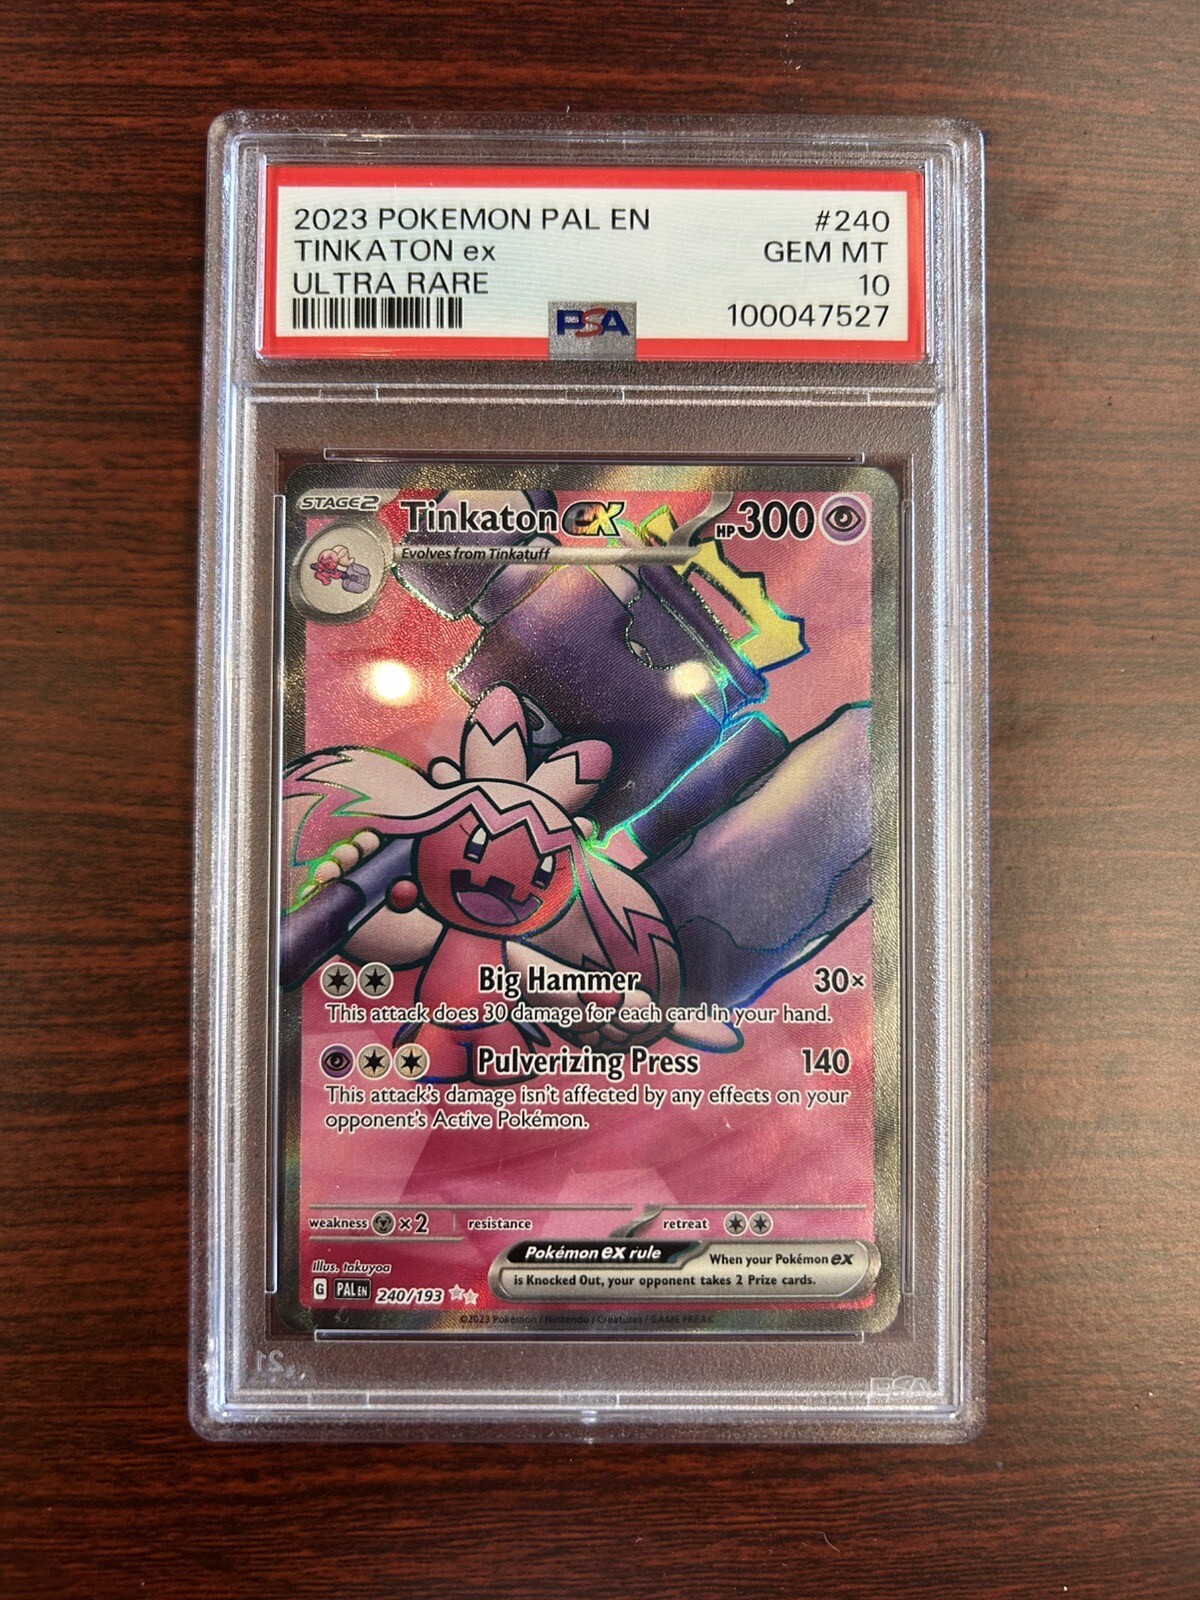 2023 POKEMON PAL EN #240
TINKATON ex GEM MT
ULTRA RARE 10
PSA 100047527
STAGE2 Tinkaton ex HP300
Evolves from Tinkatuff
Big Hammer 30×
This attack does 30 damage for each card in your hand.
Pulverizing Press 140
This attack's damage isn't affected by any effects on your
opponent's Active Pokémon.
weakness ×2 resistance retreat
Pokémon ex rule When your Pokémon ex
is Knocked Out, your opponent takes 2 Prize cards.
Illus. takuyoa
G PAL EN 240/193
©2023 Pokémon / Nintendo / Creatures / GAME FREAK
PSA